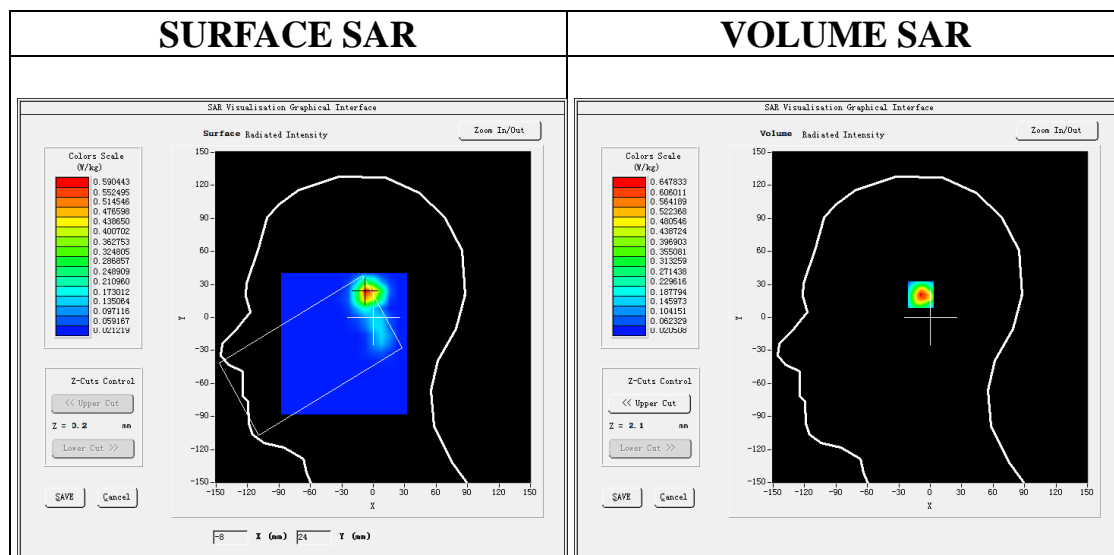 SURFACE SAR
VOLUME SAR
SAR Visualisation Graphical Interface
Surface Radiated Intensity
Zoom In/Out
Colors Scale
(W/kg)
0.590443
0.552495
0.514546
0.476598
0.438650
0.400702
0.362753
0.324805
0.286857
0.248909
0.210960
0.173012
0.135064
0.097116
0.059167
0.021219
150
120
90
60
30
0
-30
-60
-90
-120
-150
Y
-150 -120 -90 -60 -30 0 30 60 90 120 150
X
Z-Cuts Control
<< Upper Cut
Z = 3.2 mm
Lower Cut >>
SAVE Cancel
-8 X (mm) 24 Y (mm)
SAR Visualisation Graphical Interface
Volume Radiated Intensity
Zoom In/Out
Colors Scale
(W/kg)
0.647833
0.606011
0.564189
0.522368
0.480546
0.438724
0.396903
0.355081
0.313259
0.271438
0.229616
0.187794
0.145973
0.104151
0.062329
0.020508
150
120
90
60
30
0
-30
-60
-90
-120
-150
Y
-150 -120 -90 -60 -30 0 30 60 90 120 150
X
Z-Cuts Control
<< Upper Cut
Z = 2.1 mm
Lower Cut >>
SAVE Cancel